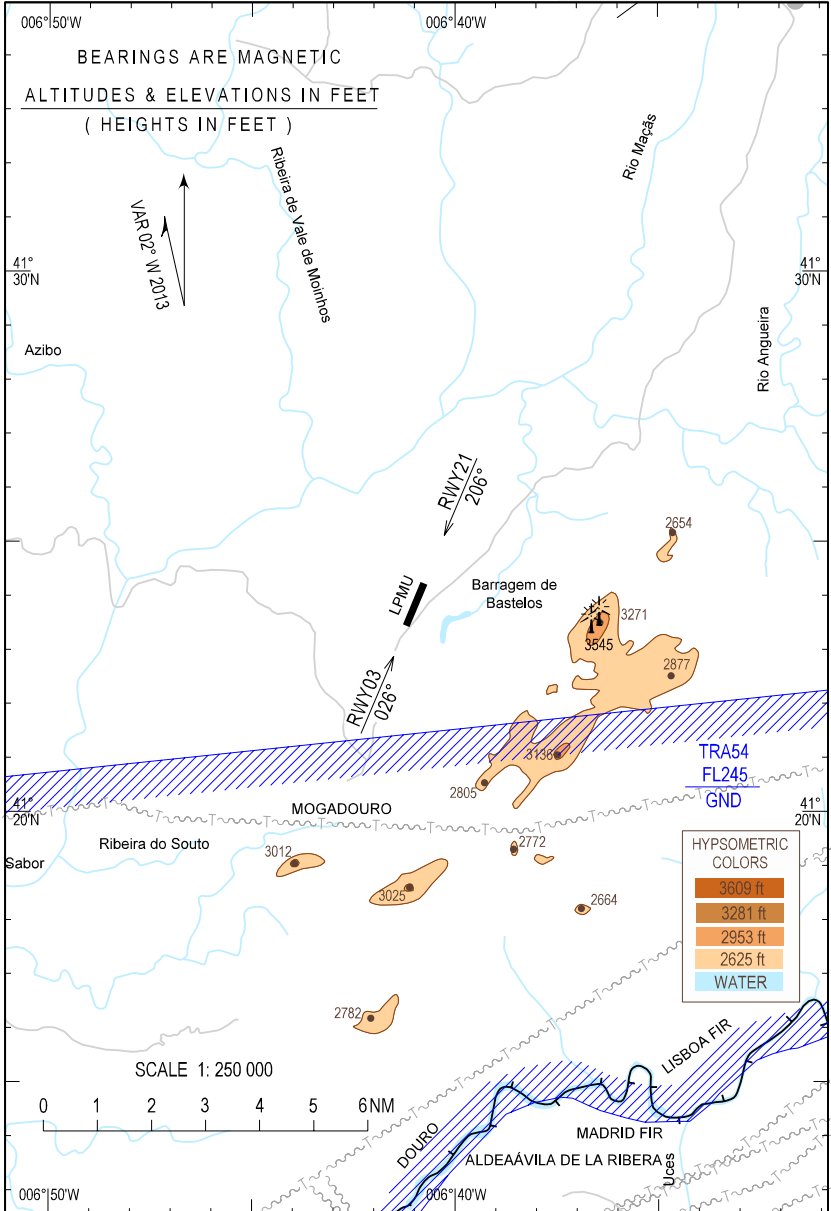 006°50'W
006°40'W
BEARINGS ARE MAGNETIC
ALTITUDES & ELEVATIONS IN FEET
( HEIGHTS IN FEET )
Rio Maçãs
Ribeira de Vale de Moinhos
VAR 02° W 2013
41°
30'N
41°
30'N
Rio Angueira
Azibo
RWY21
206°
2654
LPMU
Barragem de
Bastelos
3271
3545
2877
RWY03
026°
3136
TRA54
FL245
GND
2805
MOGADOURO
41°
20'N
41°
20'N
Ribeira do Souto
Sabor
3012
2772
3025
2664
HYPSOMETRIC
COLORS
3609 ft
3281 ft
2953 ft
2625 ft
WATER
2782
LISBOA FIR
SCALE 1: 250 000
0 1 2 3 4 5 6NM
DOURO
MADRID FIR
ALDEAÁVILA DE LA RIBERA
Uces
006°50'W
006°40'W